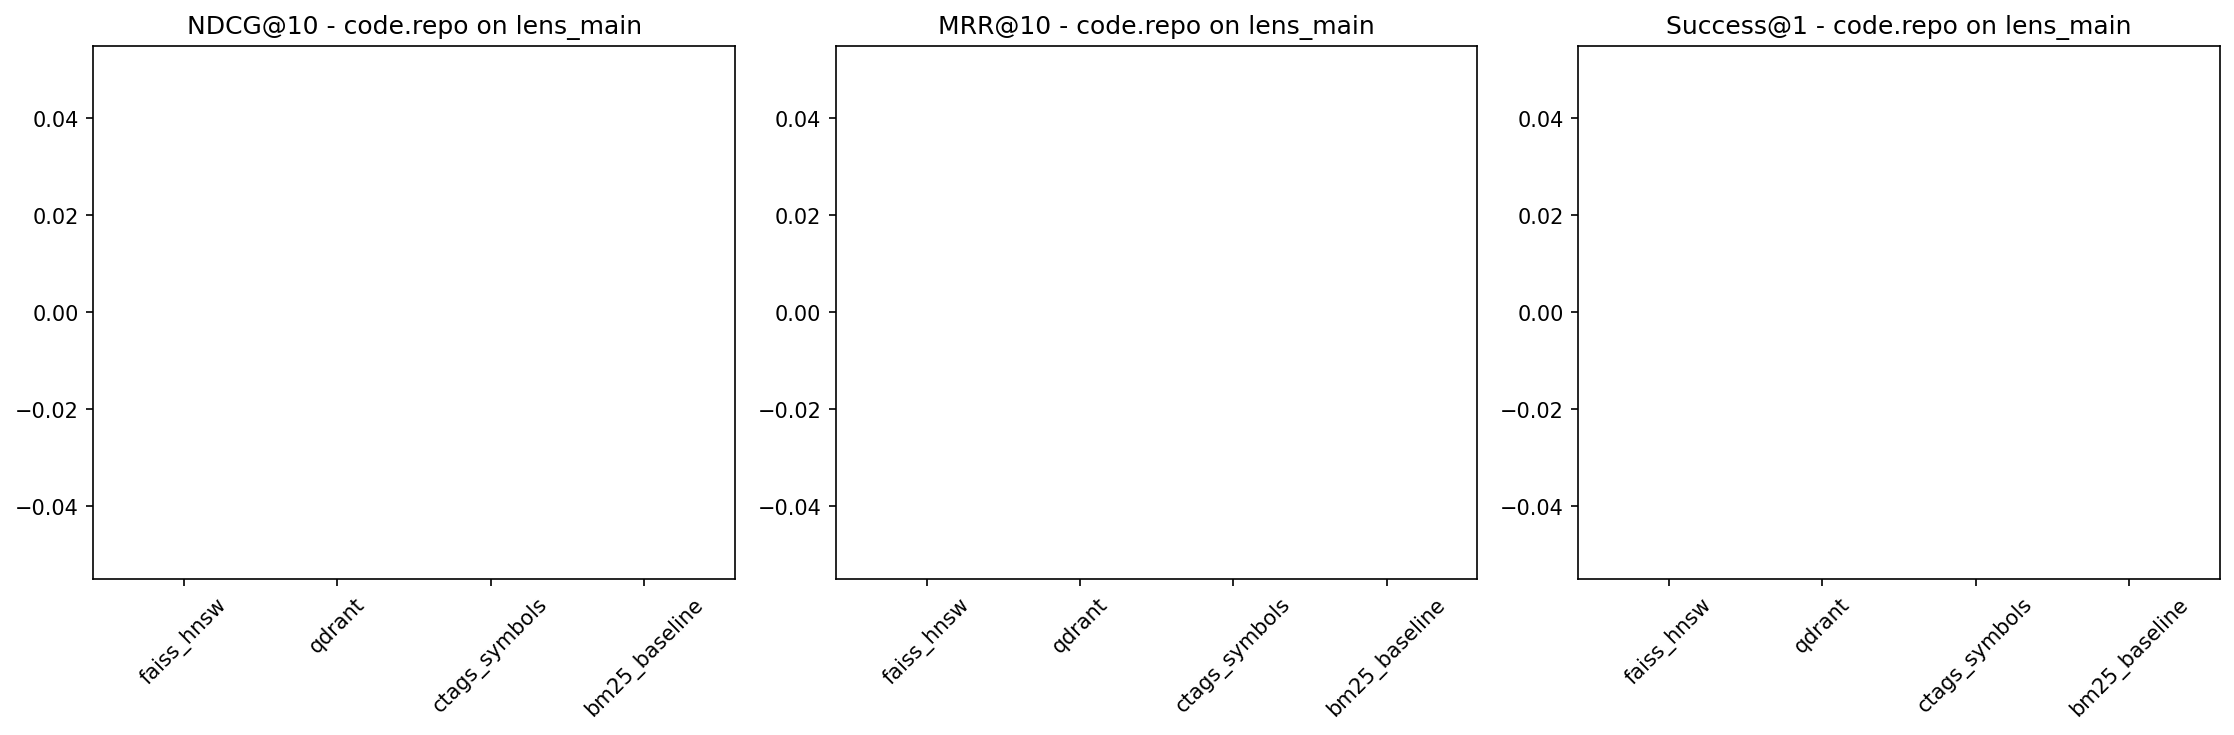 NDCG@10 - code.repo on lens_main
0.04
0.02
0.00
−0.02
−0.04
faiss_hnsw
qdrant
ctags_symbols
bm25_baseline
MRR@10 - code.repo on lens_main
0.04
0.02
0.00
−0.02
−0.04
faiss_hnsw
qdrant
ctags_symbols
bm25_baseline
Success@1 - code.repo on lens_main
0.04
0.02
0.00
−0.02
−0.04
faiss_hnsw
qdrant
ctags_symbols
bm25_baseline